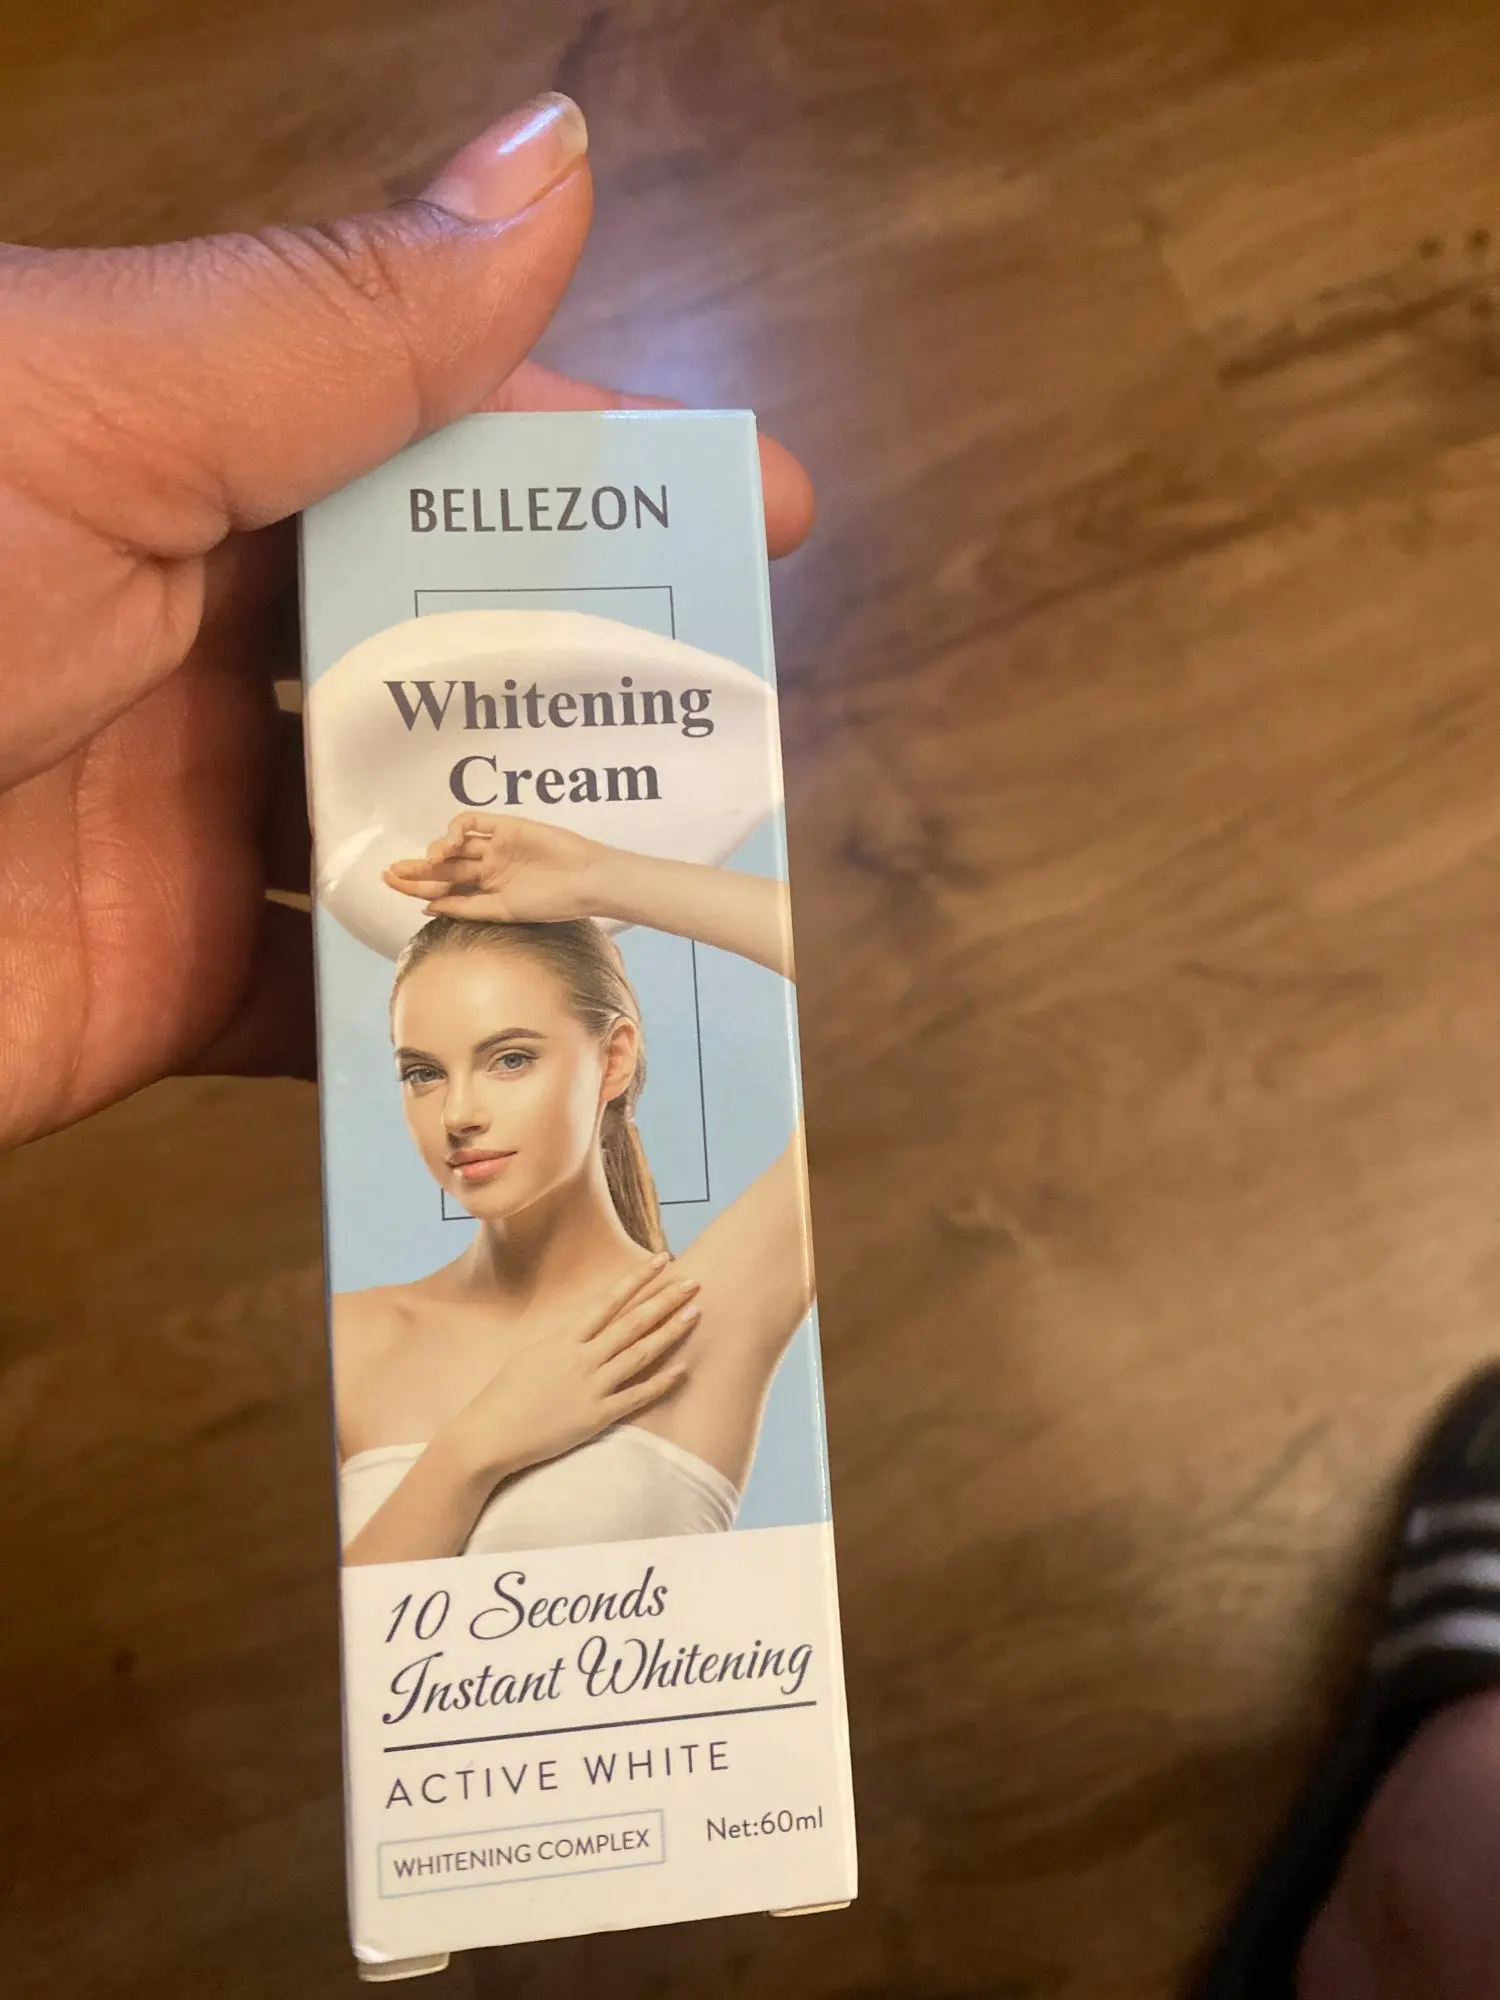 BELLEZON
Whitening
Cream
10 Seconds
Instant Whitening
ACTIVE WHITE
WHITENING COMPLEX
Net:60ml